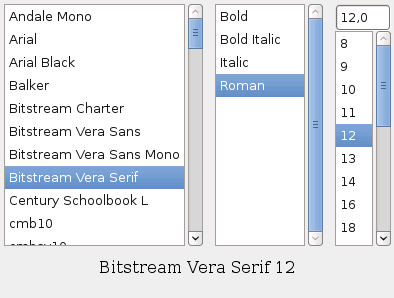 Andale Mono
Arial
Arial Black
Balker
Bitstream Charter
Bitstream Vera Sans
Bitstream Vera Sans Mono
Bitstream Vera Serif
Century Schoolbook L
cmb10
Bold
Bold Italic
Italic
Roman
12,0
8
9
10
11
12
13
14
16
18
Bitstream Vera Serif 12